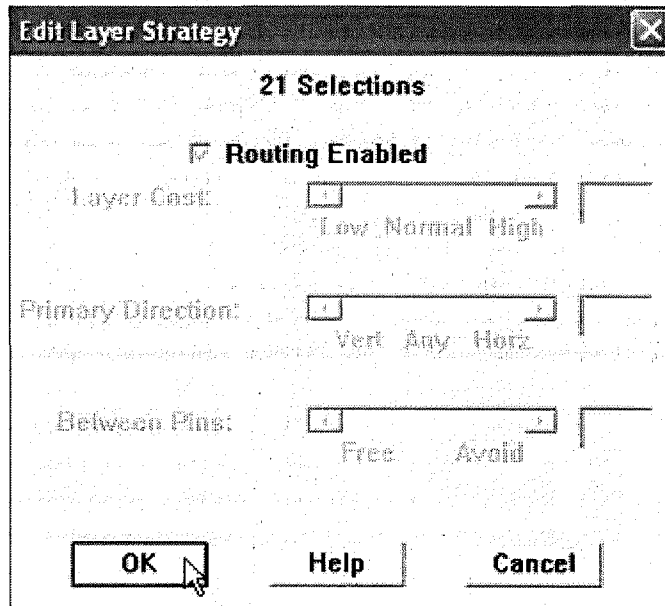 Edit Layer Strategy
21 Selections
Routing Enabled
Layer Cost:
Low Normal High
Primary Direction:
Vert Any Horz
Between Pins:
Free Avoid
OK Help Cancel